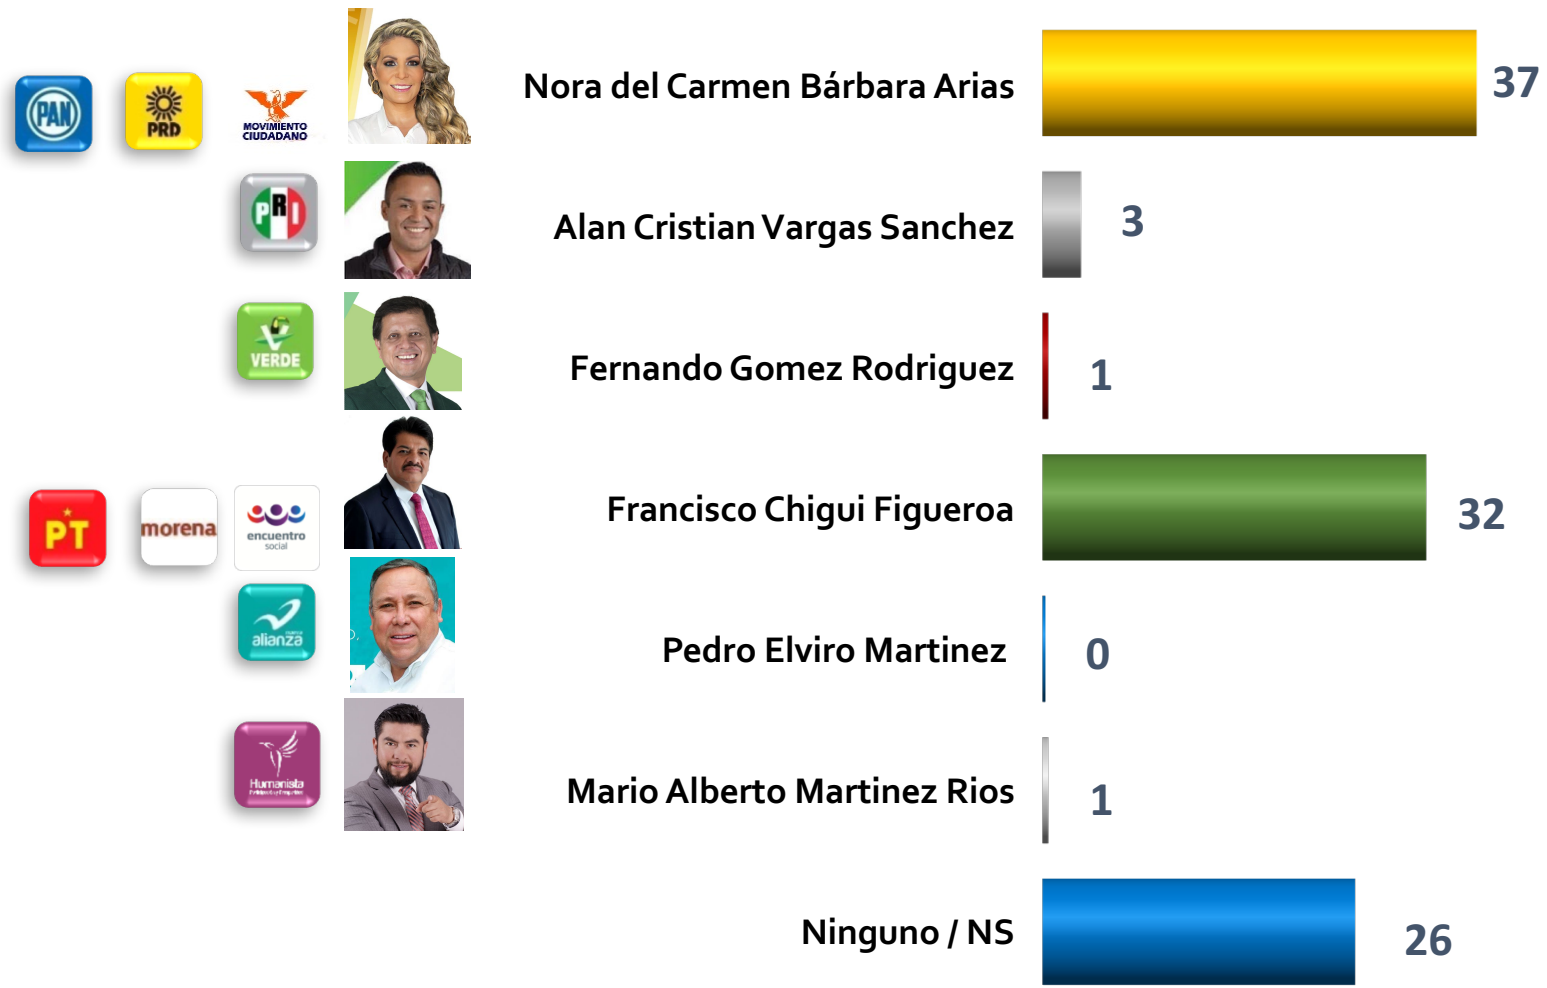 PAN
PRD
MOVIMIENTO
CIUDADANO
Nora del Carmen Bárbara Arias
37
PRI
Alan Cristian Vargas Sanchez
3
VERDE
Fernando Gomez Rodriguez
1
PT
morena
encuentro
social
Francisco Chigui Figueroa
32
alianza
Pedro Elviro Martinez
0
Humanista
Mario Alberto Martinez Rios
1
Ninguno / NS
26